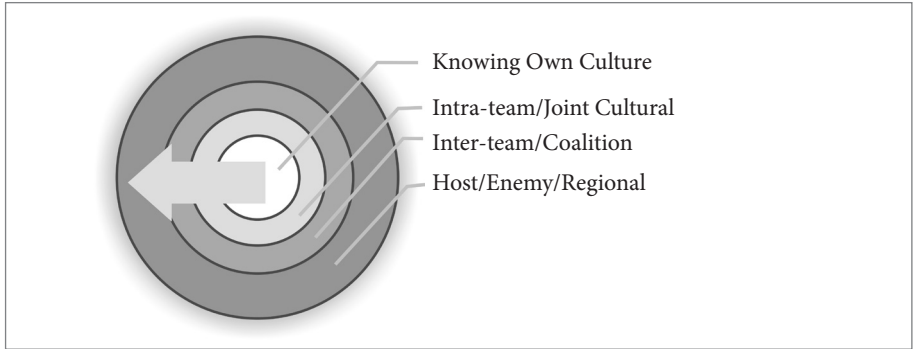 Knowing Own Culture
Intra-team/Joint Cultural
Inter-team/Coalition
Host/Enemy/Regional